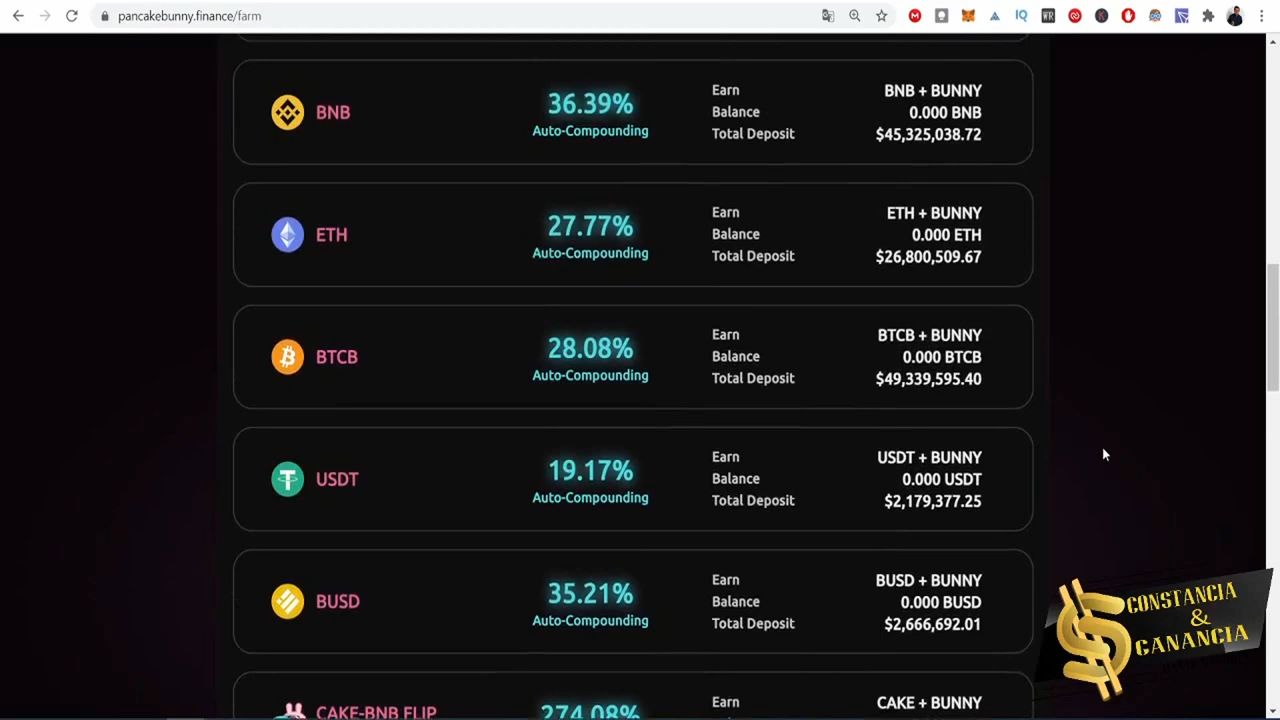 pancakebunny.finance/farm
BNB
36.39%
Auto-Compounding
Earn BNB + BUNNY
Balance 0.000 BNB
Total Deposit $45,325,038.72
ETH
27.77%
Auto-Compounding
Earn ETH + BUNNY
Balance 0.000 ETH
Total Deposit $26,800,509.67
BTCB
28.08%
Auto-Compounding
Earn BTCB + BUNNY
Balance 0.000 BTCB
Total Deposit $49,339,595.40
USDT
19.17%
Auto-Compounding
Earn USDT + BUNNY
Balance 0.000 USDT
Total Deposit $2,179,377.25
BUSD
35.21%
Auto-Compounding
Earn BUSD + BUNNY
Balance 0.000 BUSD
Total Deposit $2,666,692.01
CAKE-BNB FLIP
274.08%
Earn CAKE + BUNNY
CONSTANCIA
&
GANANCIA